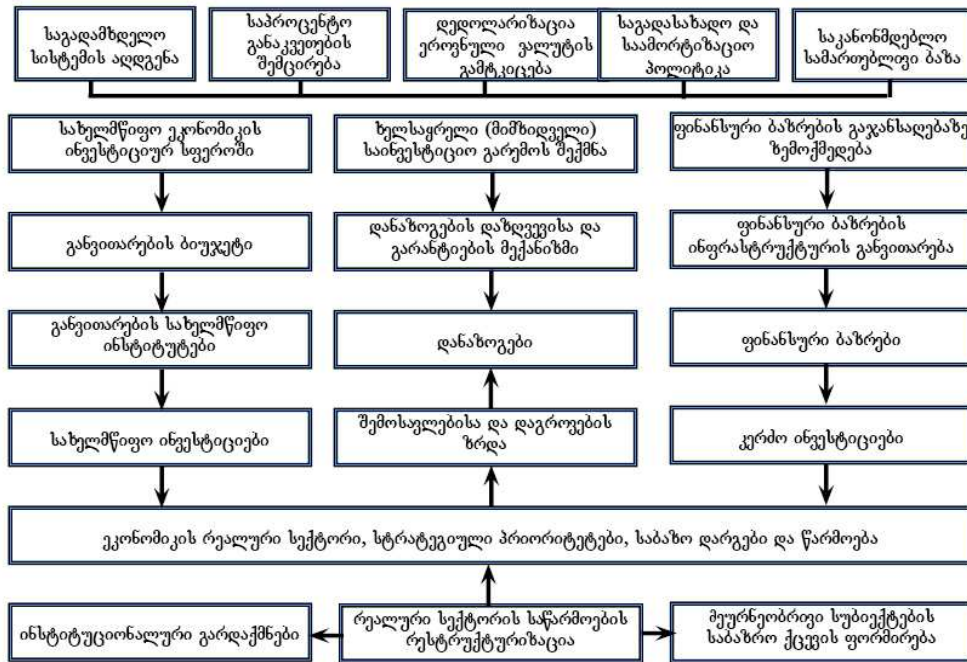 საგადამხდელო
სისტემის აღდგენა
საპროცენტო
განაკვეთების
შემცირება
დედოლარიზაცია
ეროვნული ვალუტის
გამტკიცება
საგადასახადო და
საამორტიზაციო
პოლიტიკა
საკანონმდებლო
სამართებლივი ბაზა
სახელმწიფო ეკონომიკის
ინვესტიციურ სფეროში
ხელსაყრელი (მიმზიდველი)
საინვესტიციო გარემოს შექმნა
ფინანსური ბაზრების გაჯანსაღებაზე
ზემოქმედება
განვითარების ბიუჯეტი
დანაზოგების დაზღვევისა და
გარანტიების მექანიზმი
ფინანსური ბაზრების
ინფრასტრუქტურის განვითარება
განვითარების სახელმწიფო
ინსტიტუტები
დანაზოგები
ფინანსური ბაზრები
სახელმწიფო ინვესტიციები
შემოსავლებისა და დაგროვების
ზრდა
კერძო ინვესტიციები
ეკონომიკის რეალური სექტორი, სტრატეგიული პრიორიტეტები, საბაზო დარგები და წარმოება
ინსტიტუციონალური გარდაქმნები
რეალური სექტორის საწარმოების
რესტრუქტურიზაცია
მეურნეობრივი სუბიექტების
საბაზრო ქცევის ფორმირება